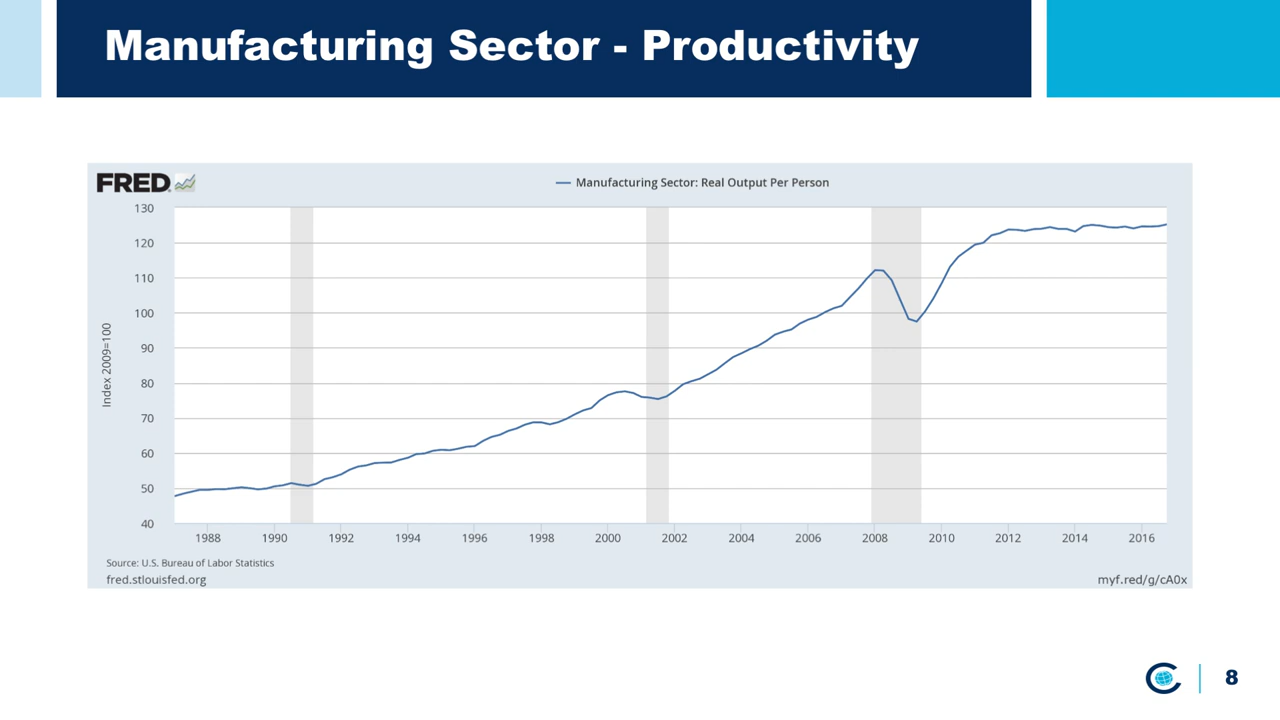 Manufacturing Sector - Productivity
FRED
Manufacturing Sector: Real Output Per Person
130
120
110
100
90
80
70
60
50
40
Index 2009=100
1988 1990 1992 1994 1996 1998 2000 2002 2004 2006 2008 2010 2012 2014 2016
Source: U.S. Bureau of Labor Statistics
fred.stlouisfed.org
myf.red/g/cA0x
8